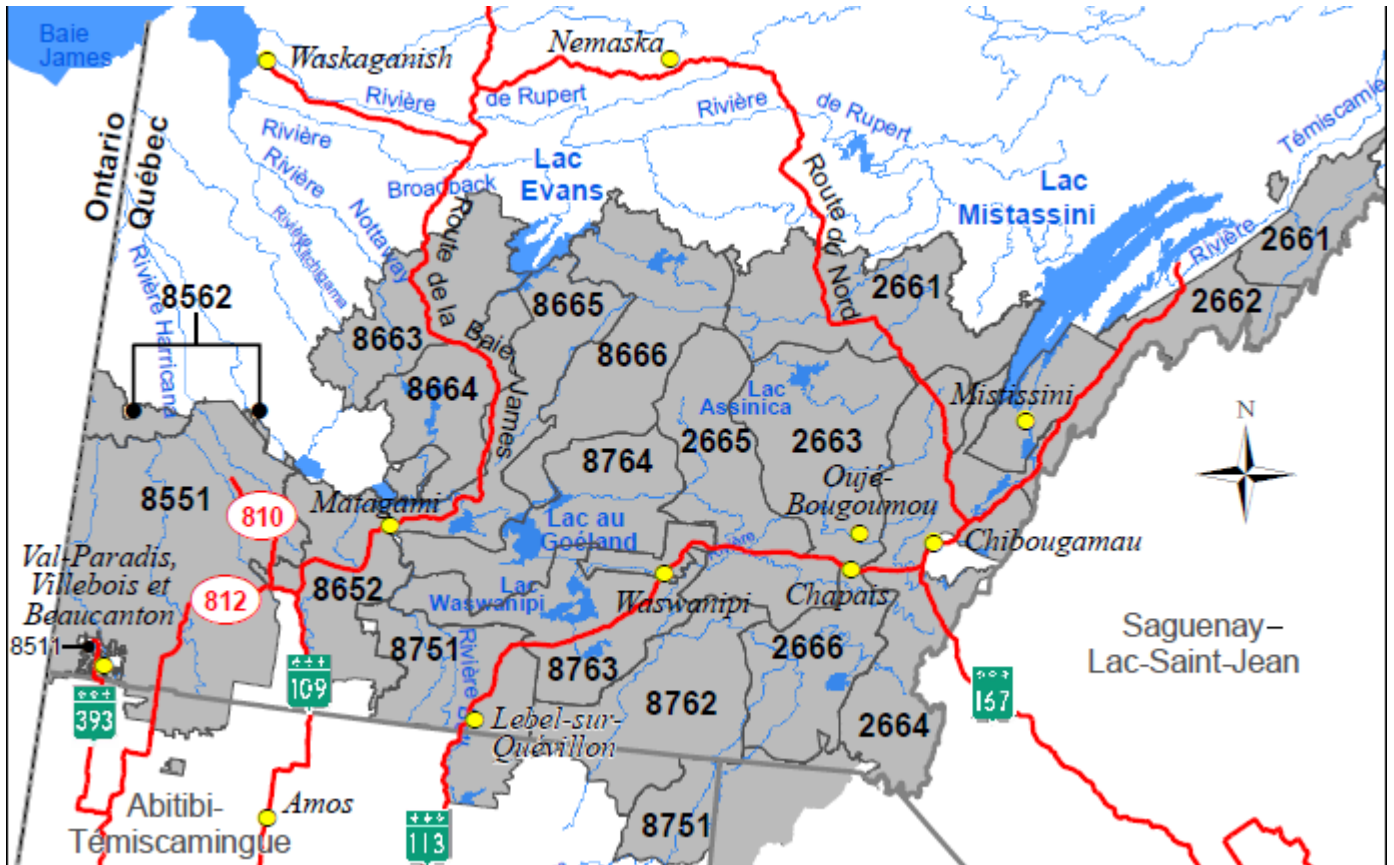 Baie
James
Waskaganish
Nemaska
Rivière
de Rupert
Rivière
de Rupert
Témiscamie
Ontario
Québec
Rivière
Rivière
Broadback
Nottaway
Lac
Evans
Route de la
Baie-James
Route du Nord
Lac
Mistassini
Rivière
2661
2661
2662
Rivière Harricana
8562
8663
8664
8665
8666
Lac
Assinica
2665
2663
Mistissini
8764
Oujé-
Bougoumou
N
8551
810
Matagami
Lac au
Goéland
Rivière
Chibougamau
Val-Paradis,
Villebois et
Beaucanton
812
8652
Lac
Waswanipi
Waswanipi
Chapais
8511
8751
Rivière
8763
2666
Saguenay–
Lac-Saint-Jean
393
109
8762
2664
167
Lebel-sur-
Quévillon
Abitibi-
Témiscamingue
Amos
113
8751